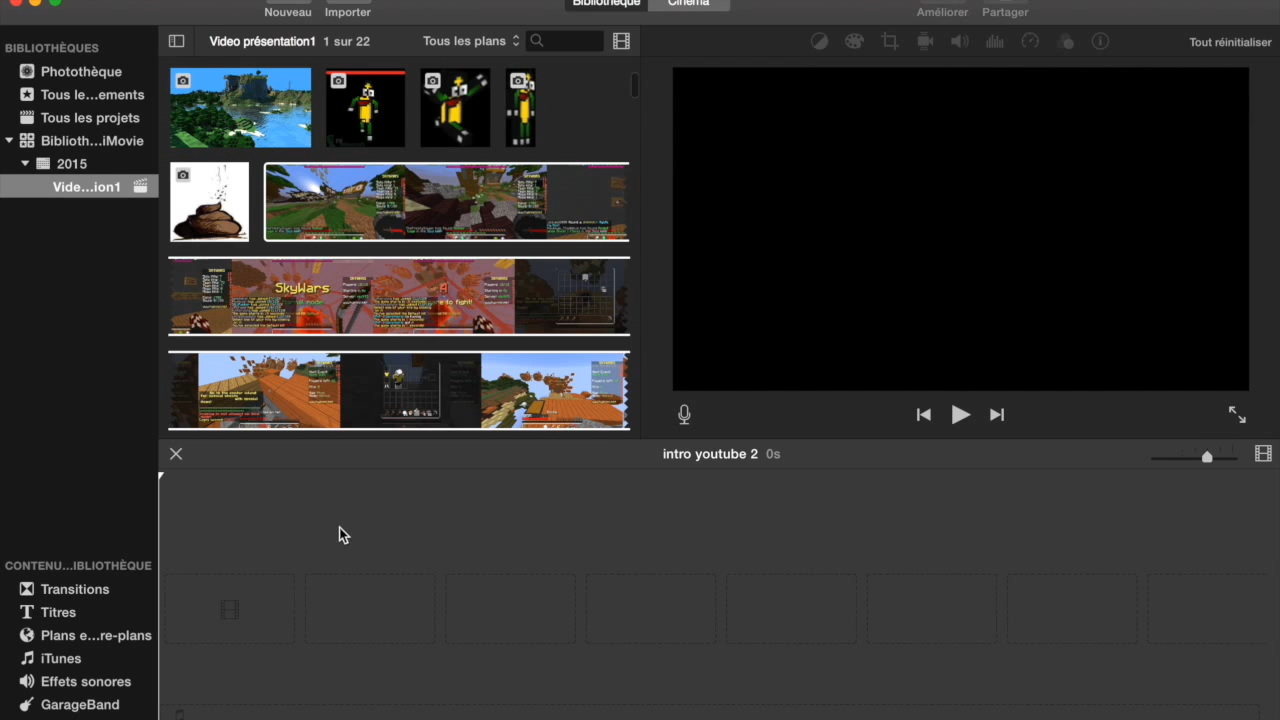 Bibliothèque Cinéma
Nouveau Importer Améliorer Partager
BIBLIOTHÈQUES
Photothèque
Tous le...ements
Tous les projets
Biblioth...iMovie
2015
Vide...ion1
Video présentation1 1 sur 22
Tous les plans
Tout réinitialiser
SkyWars
intro youtube 2 0s
CONTENU...IBLIOTHÈQUE
Transitions
Titres
Plans e...re-plans
iTunes
Effets sonores
GarageBand